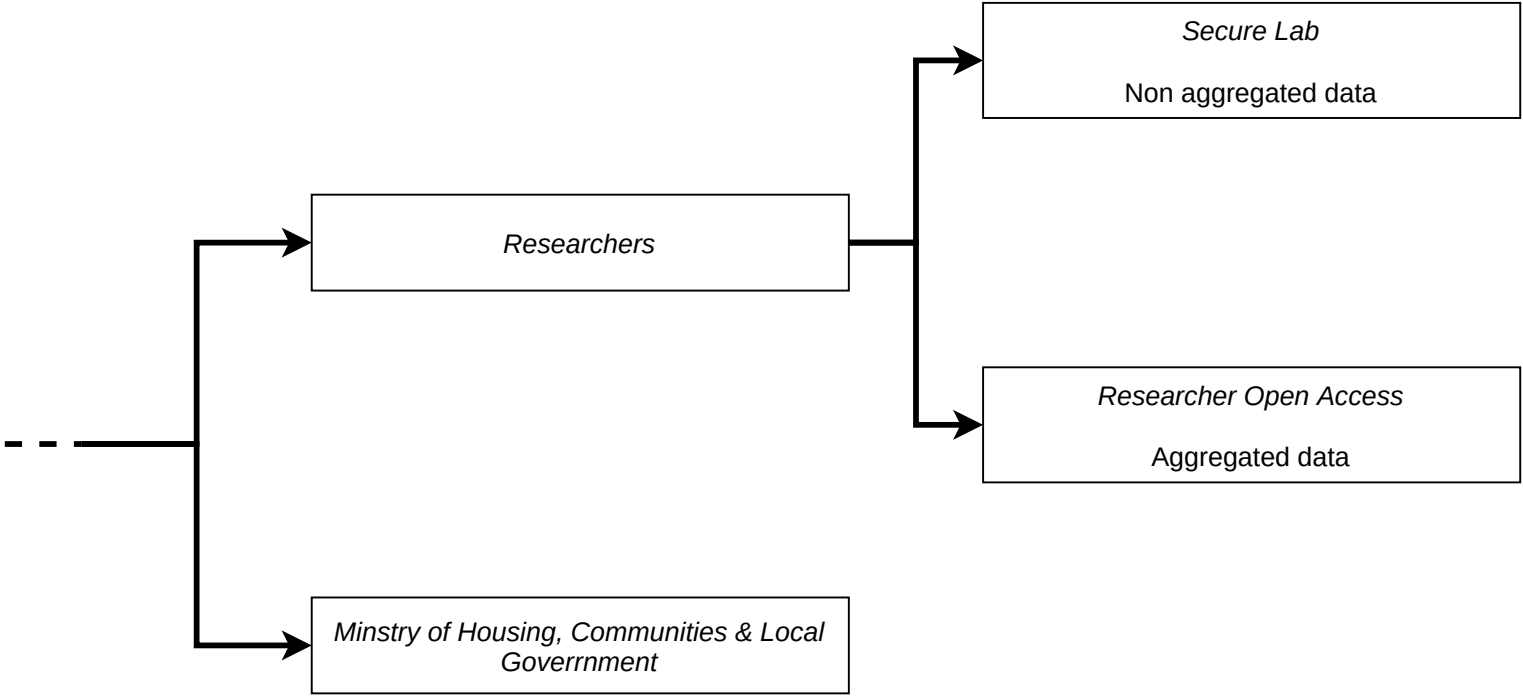 Secure Lab
Non aggregated data
Researchers
Researcher Open Access
Aggregated data
Minstry of Housing, Communities & Local
Goverrnment